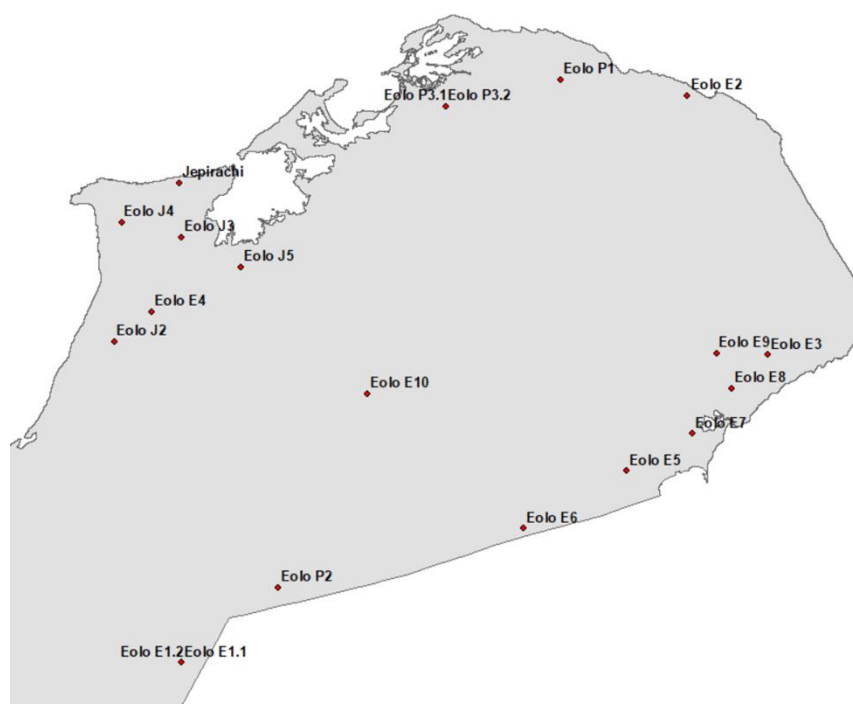 Eolo P1
Eolo E2
Eolo P3.1Eolo P3.2
Jepirachi
Eolo J4
Eolo J3
Eolo J5
Eolo E4
Eolo J2
Eolo E9
Eolo E3
Eolo E8
Eolo E10
Eolo E7
Eolo E5
Eolo E6
Eolo P2
Eolo E1.2Eolo E1.1